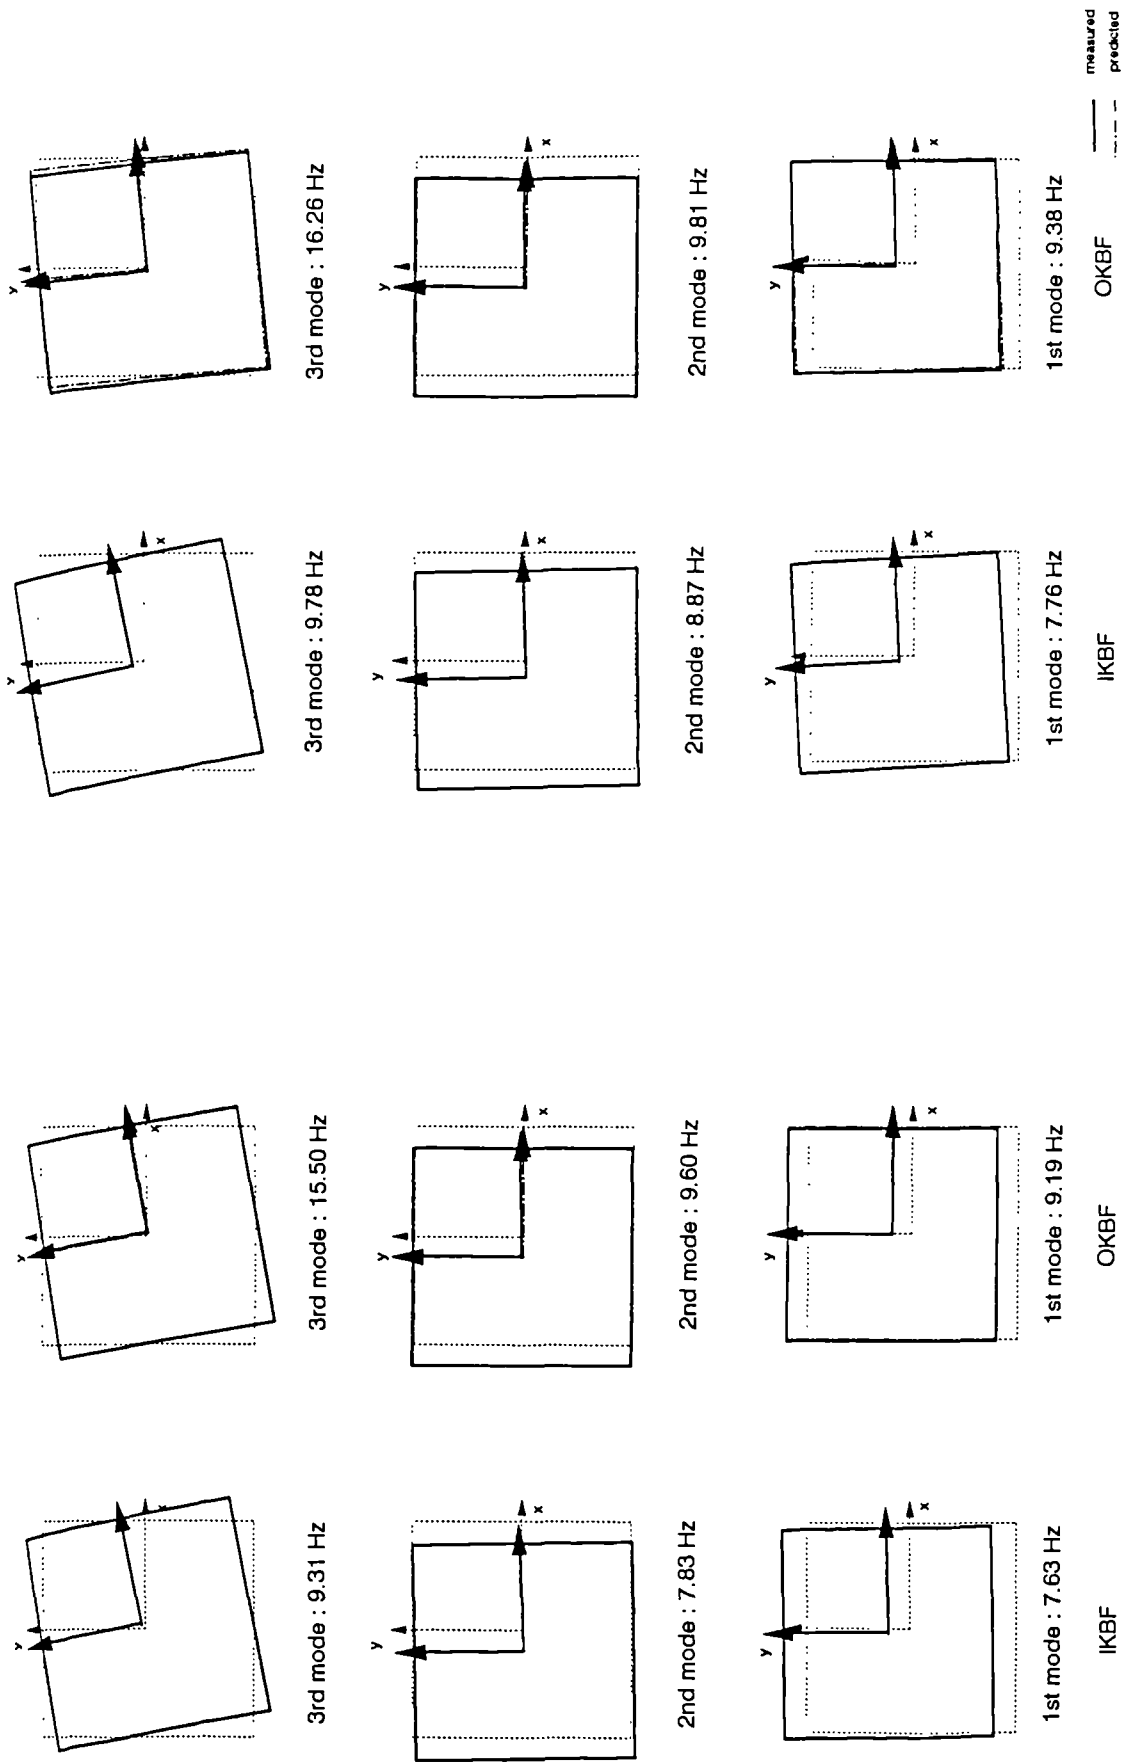 y
x
3rd mode : 9.31 Hz
y
x
3rd mode : 15.50 Hz
y
x
3rd mode : 9.78 Hz
y
x
3rd mode : 16.26 Hz
y
x
2nd mode : 7.83 Hz
y
x
2nd mode : 9.60 Hz
y
x
2nd mode : 8.87 Hz
y
x
2nd mode : 9.81 Hz
y
x
1st mode : 7.63 Hz
y
x
1st mode : 9.19 Hz
y
x
1st mode : 7.76 Hz
y
x
1st mode : 9.38 Hz
IKBF
OKBF
IKBF
OKBF
measured
predicted